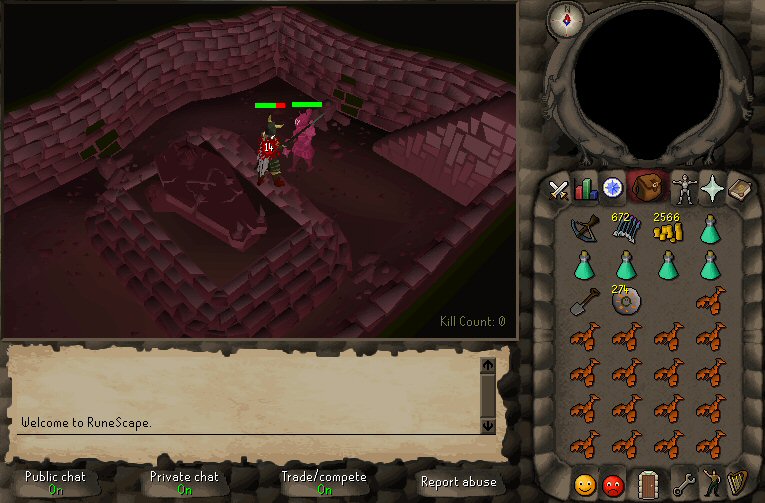 N
14
Kill Count: 0
672
2566
274
Welcome to RuneScape.
Public chat
On
Private chat
On
Trade/compete
On
Report abuse